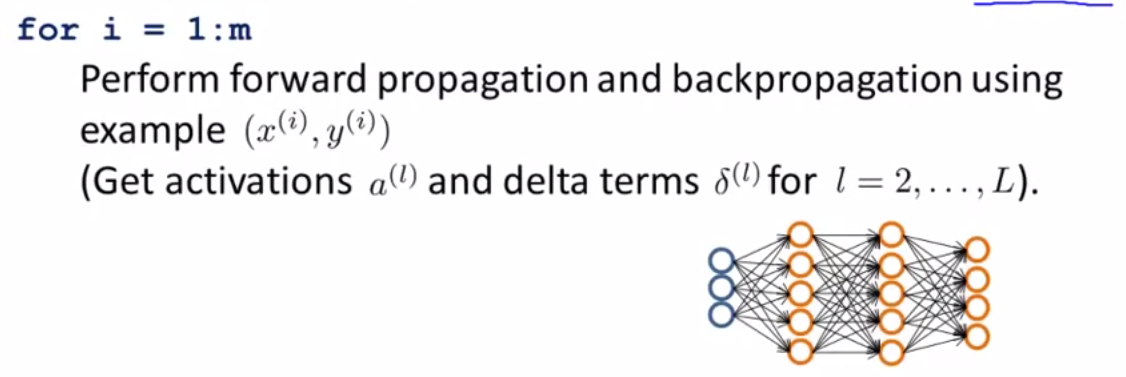 for i = 1:m
Perform forward propagation and backpropagation using
example (x⁽ⁱ⁾, y⁽ⁱ⁾)
(Get activations a⁽ˡ⁾ and delta terms δ⁽ˡ⁾ for l = 2, . . . , L).